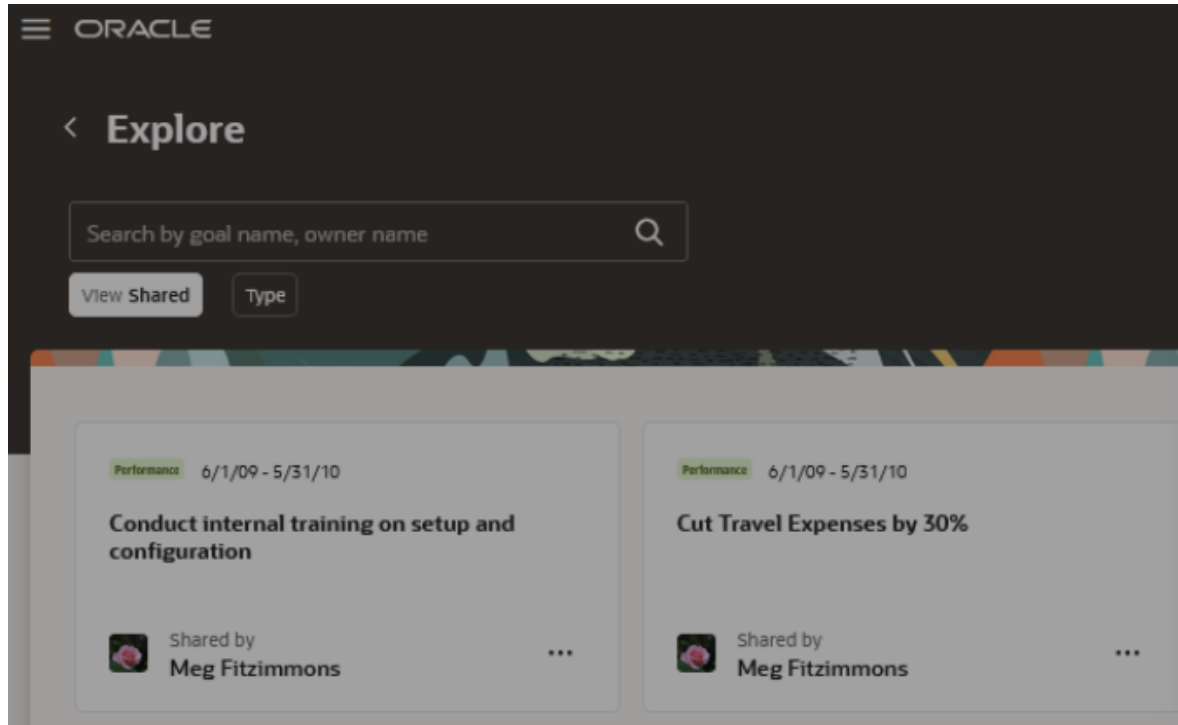 ORACLE
Explore
Search by goal name, owner name
View Shared
Type
Performance 6/1/09 - 5/31/10
Conduct internal training on setup and
configuration
Shared by
Meg Fitzimmons
Performance 6/1/09 - 5/31/10
Cut Travel Expenses by 30%
Shared by
Meg Fitzimmons